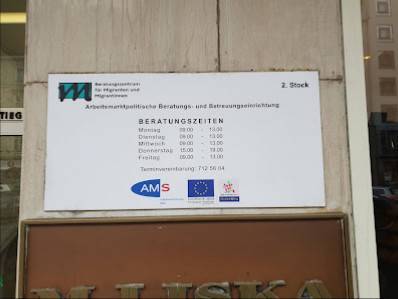 Beratungszentrum
für Migranten und
Migrantinnen
2. Stock
Arbeitsmarktpolitische Beratungs- und Betreuungseinrichtung
BERATUNGSZEITEN
Montag 09.00 - 13.00
Dienstag 09.00 - 13.00
Mittwoch 09.00 - 13.00
Donnerstag 15.00 - 19.00
Freitag 09.00 - 13.00
Terminvereinbarung: 712 56 04
AMS
LISKA